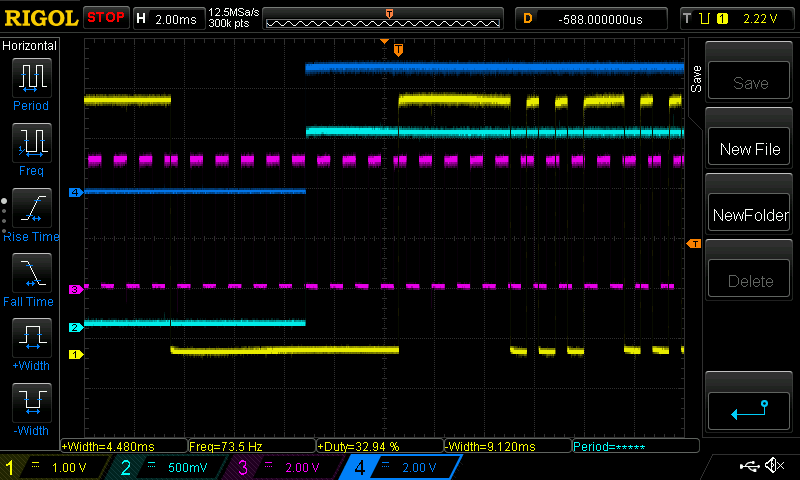 RIGOL STOP H 2.00ms 12.5MSa/s D -588.000000us T 1 2.22 V
300k pts
T
Horizontal
Save
Save
Period
New File
Freq
4
NewFolder
Rise Time
T
Delete
Fall Time
3
2
+Width
1
-Width
+Width=4.480ms Freq=73.5 Hz +Duty=32.94 % -Width=9.120ms Period=*****
1 1.00 V 2 500mV 3 2.00 V 4 2.00 V